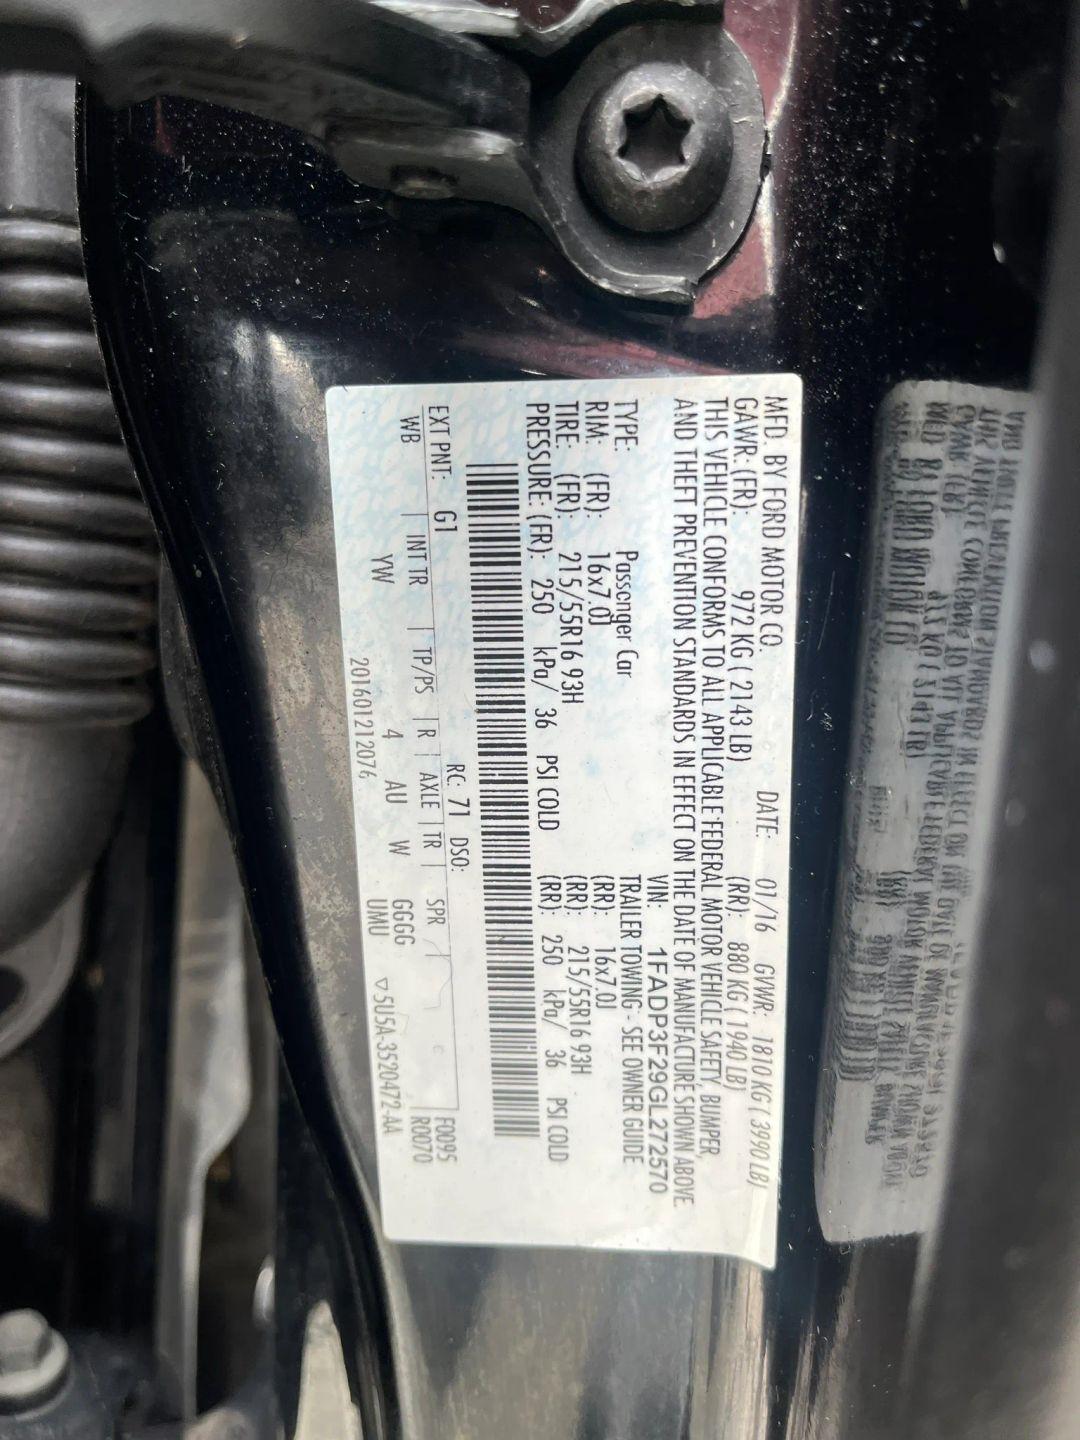 MFD. BY FORD MOTOR CO. DATE: 01/16 GVWR: 1810 KG ( 3990 LB)
GAWR: (FR): 972 KG ( 2143 LB) (RR): 880 KG ( 1940 LB)
THIS VEHICLE CONFORMS TO ALL APPLICABLE FEDERAL MOTOR VEHICLE SAFETY, BUMPER,
AND THEFT PREVENTION STANDARDS IN EFFECT ON THE DATE OF MANUFACTURE SHOWN ABOVE
VIN: 1FADP3F29GL272570
TYPE: Passenger Car TRAILER TOWING - SEE OWNER GUIDE
RIM: (FR): 16x7.0J (RR): 16x7.0J
TIRE: (FR): 215/55R16 93H (RR): 215/55R16 93H
PRESSURE: (FR): 250 kPa/ 36 PSI COLD (RR): 250 kPa/ 36 PSI COLD
EXT PNT: G1 RC: 71 DSO: F0095
WB | INT TR | TP/PS | R | AXLE | TR | SPR R0070
YW 4 AU W GGGG
UMU
201601212076 ▽5U5A-3520472-AA